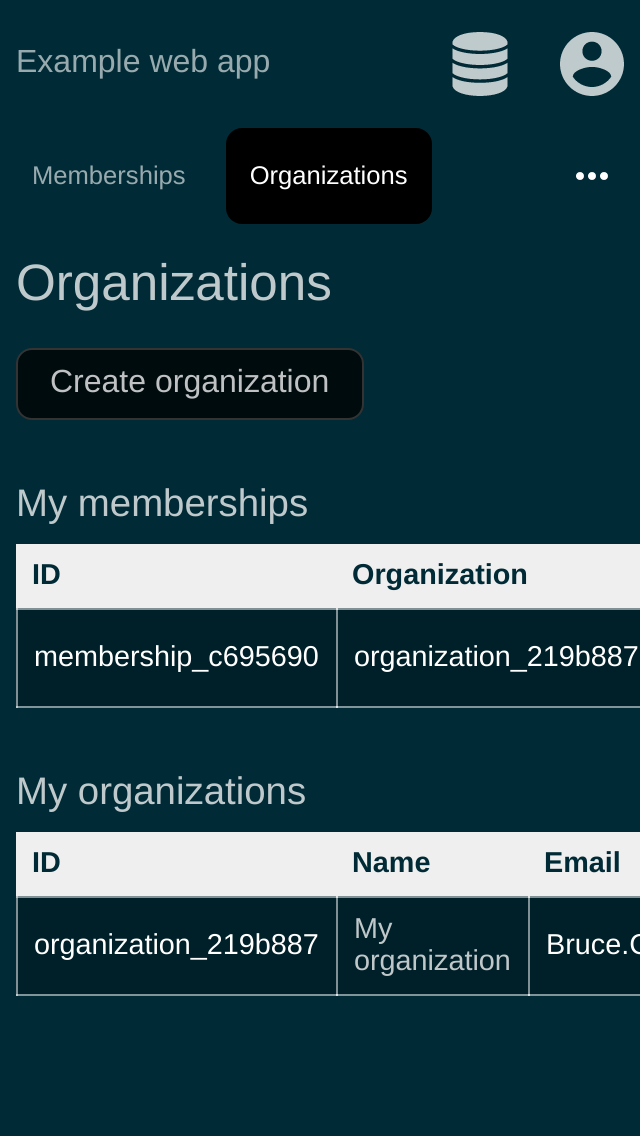 Example web app
Memberships Organizations
Organizations
Create organization
My memberships
ID Organization
membership_c695690 organization_219b887
My organizations
ID Name Email
organization_219b887 My organization Bruce.